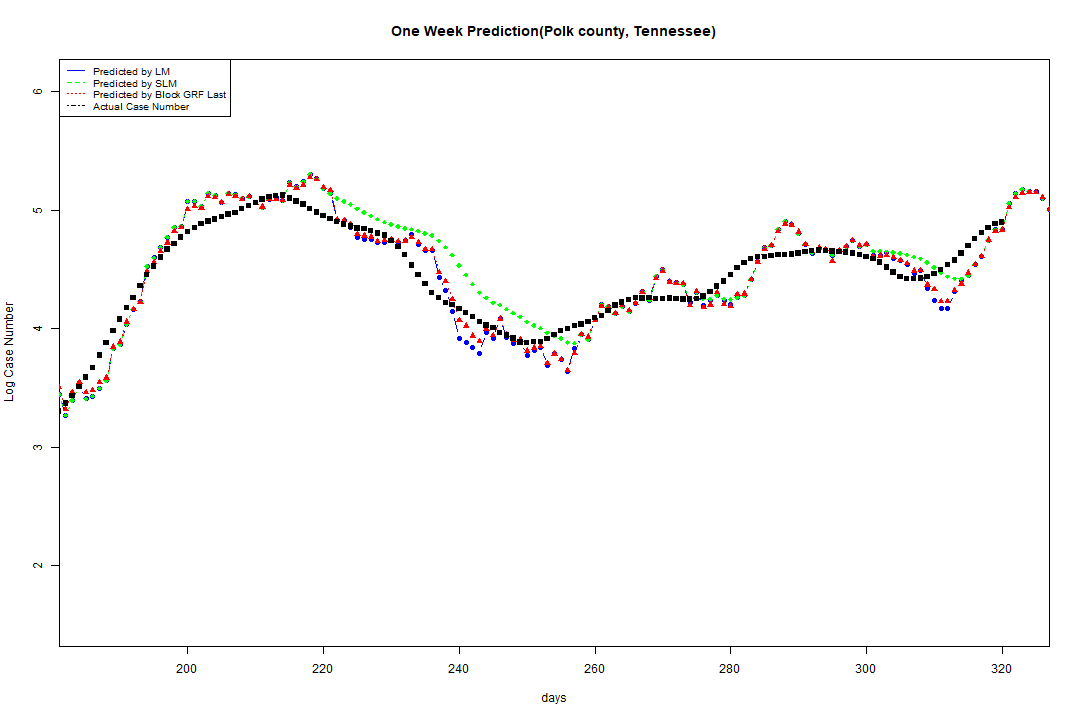 One Week Prediction(Polk county, Tennessee)
Predicted by LM
Predicted by SLM
Predicted by Block GRF Last
Actual Case Number
6
5
4
3
2
Log Case Number
200 220 240 260 280 300 320
days